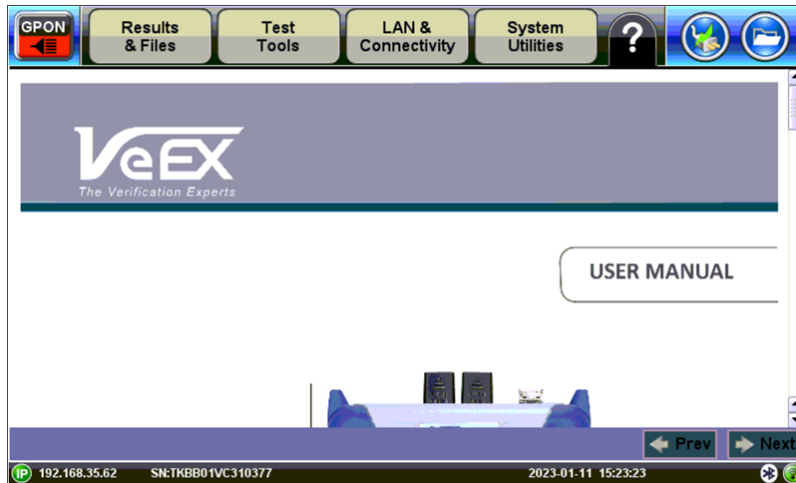 GPON
Results
& Files
Test
Tools
LAN &
Connectivity
System
Utilities
?
VeEX
The Verification Experts
USER MANUAL
Prev
Next
IP 192.168.35.62 SN:TKBB01VC310377 2023-01-11 15:23:23